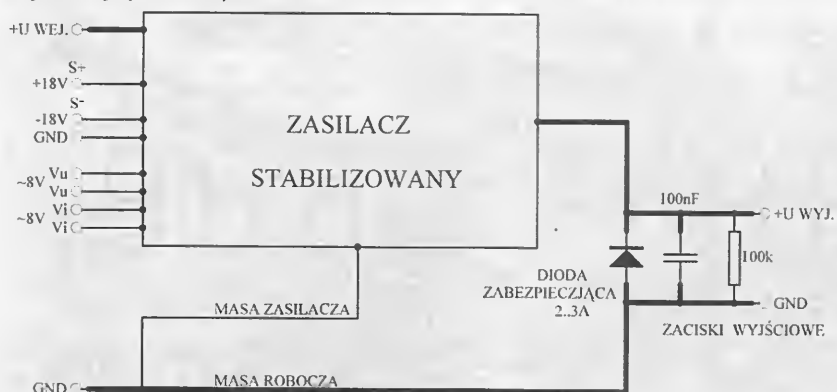 +U WEJ.
S+
+18V
S-
-18V
GND
~8V
Vu
Vu
~8V
Vi
Vi
ZASILACZ
STABILIZOWANY
100nF
+U WYJ.
100k
DIODA
ZABEZPIECZJĄCA
2..3A
GND
ZACISKI WYJŚCIOWE
MASA ZASILACZA
MASA ROBOCZA
GND